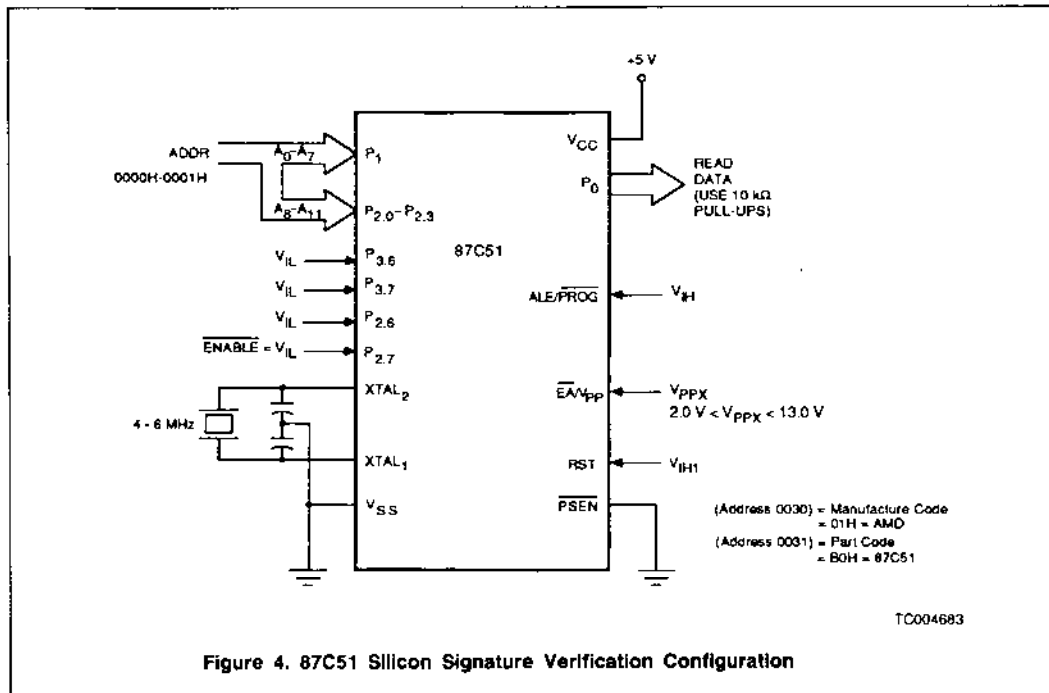 +5 V
ADDR
0000H-0001H
A0-A7
P1
A8-A11
P2.0-P2.3
VIL
P3.6
VIL
P3.7
VIL
P2.6
ENABLE = VIL
P2.7
XTAL2
4 - 6 MHz
XTAL1
VSS
87C51
VCC
P0
READ
DATA
(USE 10 kΩ
PULL-UPS)
ALE/PROG
VIH
EA/VPP
VPPX
2.0 V < VPPX < 13.0 V
RST
VIH1
PSEN
(Address 0030) = Manufacture Code
= 01H = AMD
(Address 0031) = Part Code
= B0H = 87C51
TC004683
Figure 4. 87C51 Silicon Signature Verification Configuration